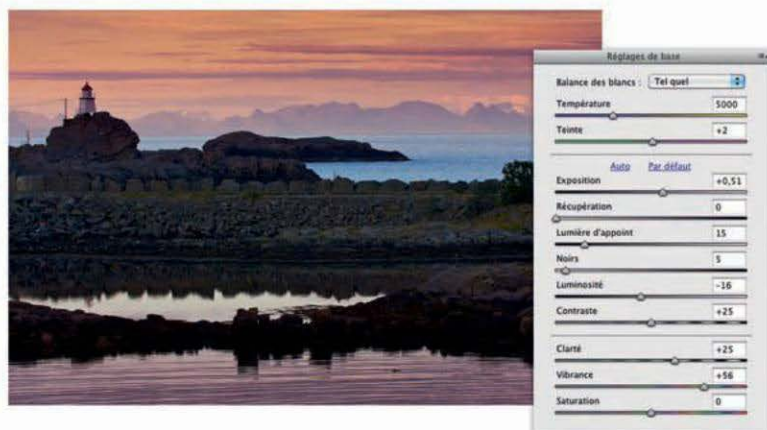 Réglages de base
Balance des blancs : Tel quel
Température 5000
Teinte +2
Auto Par défaut
Exposition +0,51
Récupération 0
Lumière d'appoint 15
Noirs 5
Luminosité -16
Contraste +25
Clarté +25
Vibrance +56
Saturation 0